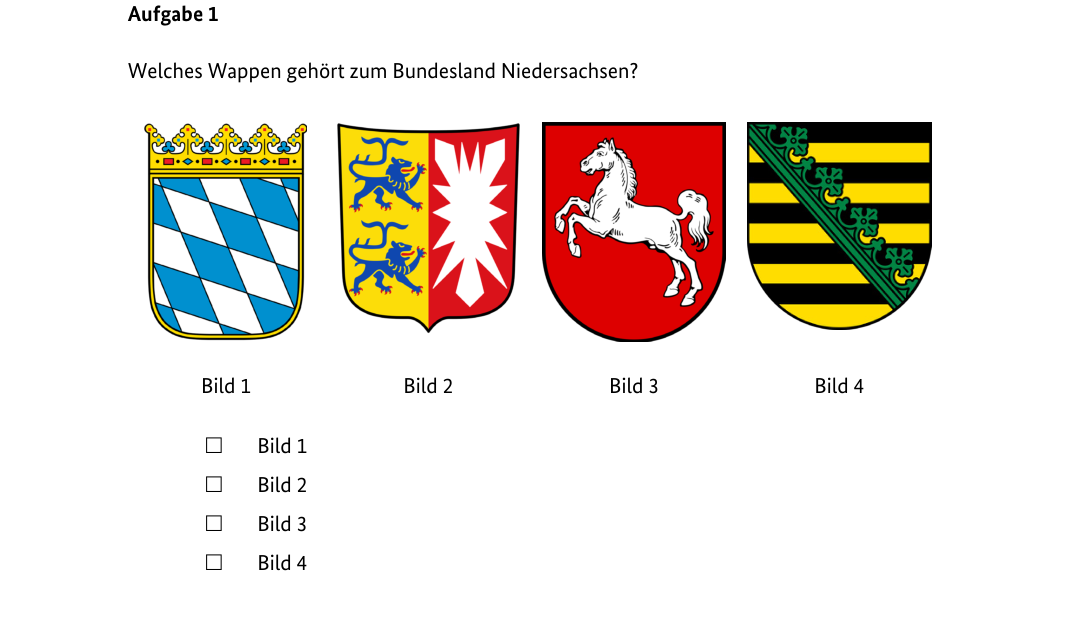 Aufgabe 1
Welches Wappen gehört zum Bundesland Niedersachsen?
Bild 1 Bild 2 Bild 3 Bild 4
Bild 1
Bild 2
Bild 3
Bild 4